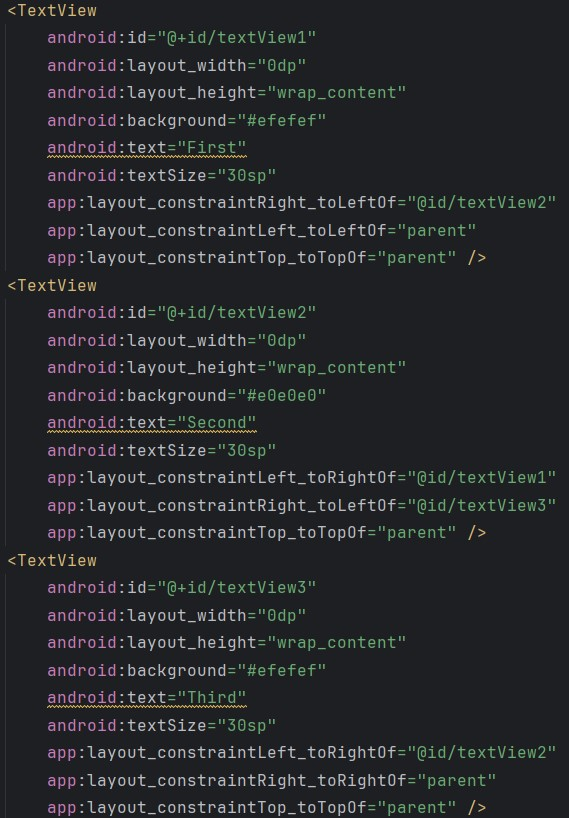 <TextView
android:id="@+id/textView1"
android:layout_width="0dp"
android:layout_height="wrap_content"
android:background="#efefef"
android:text="First"
android:textSize="30sp"
app:layout_constraintRight_toLeftOf="@id/textView2"
app:layout_constraintLeft_toLeftOf="parent"
app:layout_constraintTop_toTopOf="parent" />
<TextView
android:id="@+id/textView2"
android:layout_width="0dp"
android:layout_height="wrap_content"
android:background="#e0e0e0"
android:text="Second"
android:textSize="30sp"
app:layout_constraintLeft_toRightOf="@id/textView1"
app:layout_constraintRight_toLeftOf="@id/textView3"
app:layout_constraintTop_toTopOf="parent" />
<TextView
android:id="@+id/textView3"
android:layout_width="0dp"
android:layout_height="wrap_content"
android:background="#efefef"
android:text="Third"
android:textSize="30sp"
app:layout_constraintLeft_toRightOf="@id/textView2"
app:layout_constraintRight_toRightOf="parent"
app:layout_constraintTop_toTopOf="parent" />